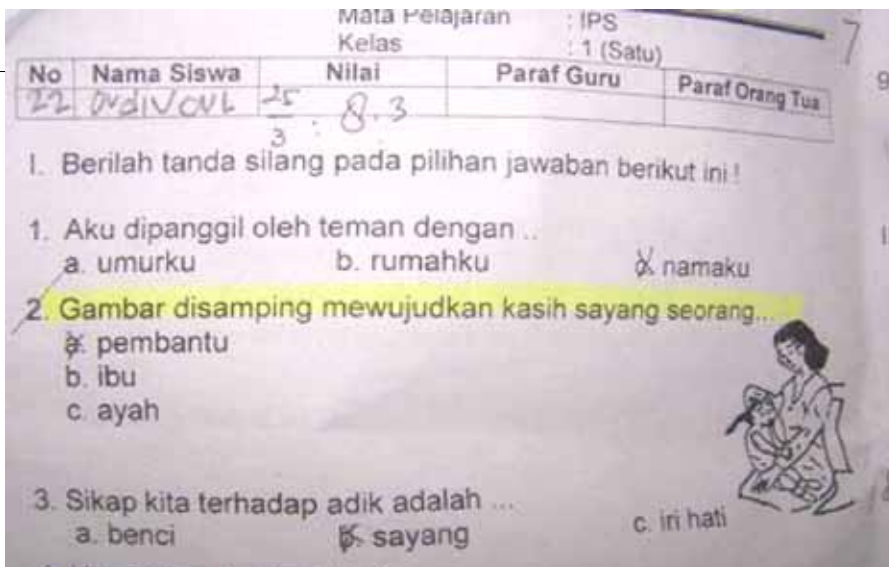 Mata Pelajaran : IPS
Kelas : 1 (Satu)
7
No Nama Siswa Nilai Paraf Guru Paraf Orang Tua
22 25/3 : 8.3
I. Berilah tanda silang pada pilihan jawaban berikut ini !
1. Aku dipanggil oleh teman dengan ..
a. umurku b. rumahku c. namaku
2. Gambar disamping mewujudkan kasih sayang seorang...
a. pembantu
b. ibu
c. ayah
3. Sikap kita terhadap adik adalah ...
a. benci b. sayang c. iri hati